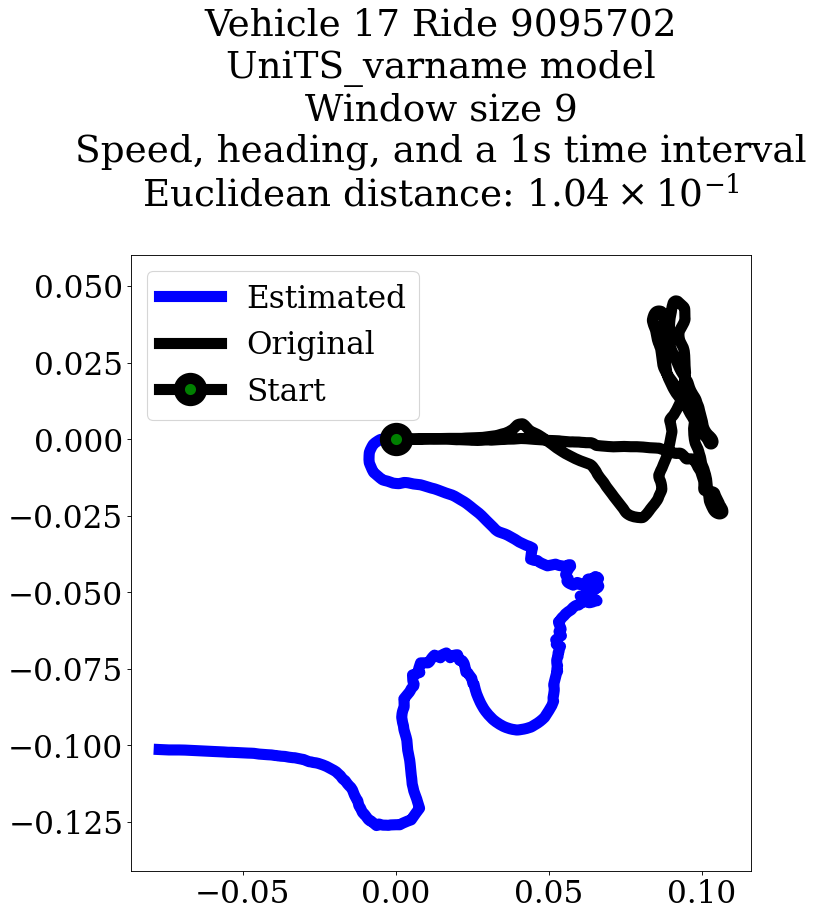 Vehicle 17 Ride 9095702
UniTS_varname model
Window size 9
Speed, heading, and a 1s time interval
Euclidean distance: 1.04 × 10⁻¹
Estimated
Original
Start
0.050
0.025
0.000
−0.025
−0.050
−0.075
−0.100
−0.125
−0.05
0.00
0.05
0.10